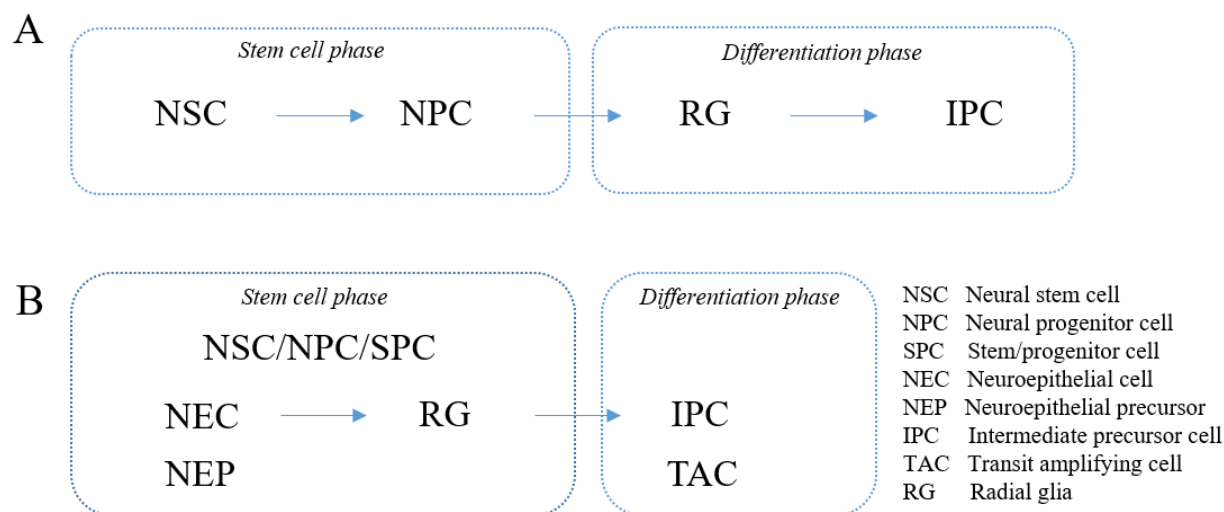 A
Stem cell phase
Differentiation phase
NSC NPC RG IPC
B
Stem cell phase
Differentiation phase
NSC/NPC/SPC
NEC RG IPC
NEP TAC
NSC Neural stem cell
NPC Neural progenitor cell
SPC Stem/progenitor cell
NEC Neuroepithelial cell
NEP Neuroepithelial precursor
IPC Intermediate precursor cell
TAC Transit amplifying cell
RG Radial glia